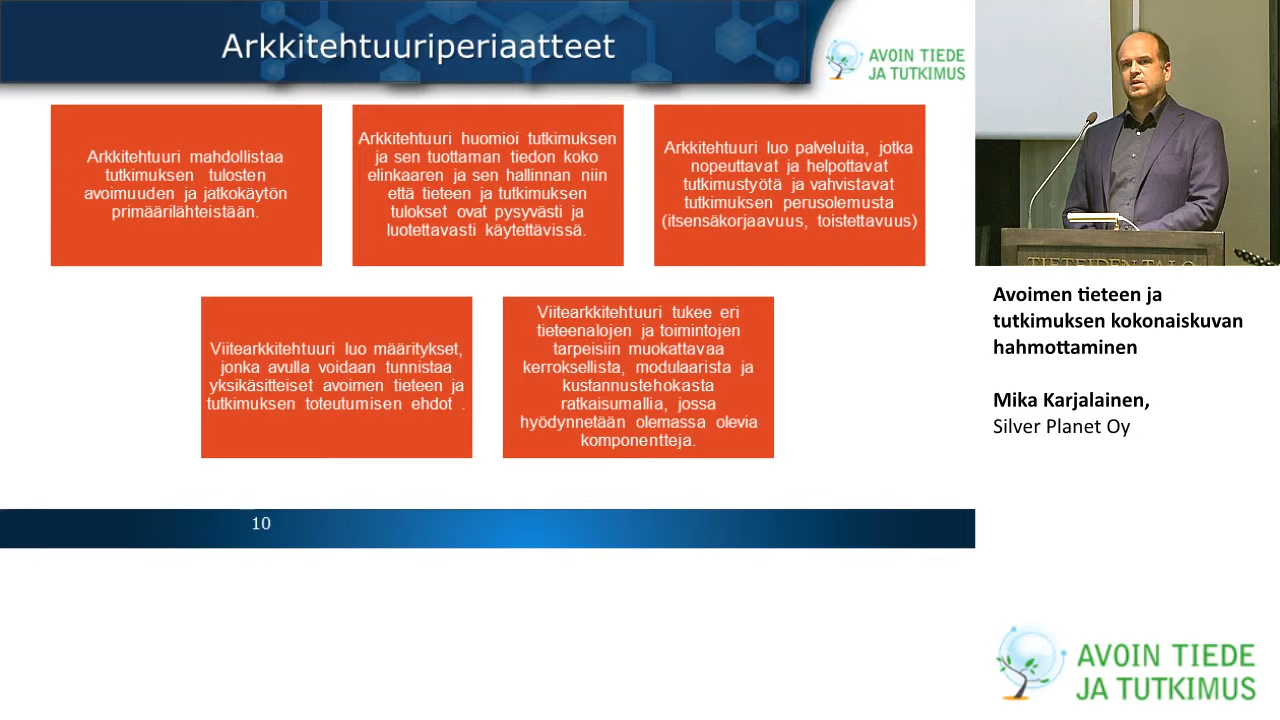 Arkkitehtuuriperiaatteet
AVOIN TIEDE
JA TUTKIMUS
Arkkitehtuuri mahdollistaa
tutkimuksen tulosten
avoimuuden ja jatkokäytön
primäärilähteistään.
Arkkitehtuuri huomioi tutkimuksen
ja sen tuottaman tiedon koko
elinkaaren ja sen hallinnan niin
että tieteen ja tutkimuksen
tulokset ovat pysyvästi ja
luotettavasti käytettävissä.
Arkkitehtuuri luo palveluita, jotka
nopeuttavat ja helpottavat
tutkimustyötä ja vahvistavat
tutkimuksen perusolemusta
(itsensäkorjaavuus, toistettavuus)
Viitearkkitehtuuri luo määritykset,
jonka avulla voidaan tunnistaa
yksikäsitteiset avoimen tieteen ja
tutkimuksen toteutumisen ehdot .
Viitearkkitehtuuri tukee eri
tieteenalojen ja toimintojen
tarpeisiin muokattavaa
kerroksellista, modulaarista ja
kustannustehokasta
ratkaisumallia, jossa
hyödynnetään olemassa olevia
komponentteja.
10
TIETEIDEN TALO
Avoimen tieteen ja
tutkimuksen kokonaiskuvan
hahmottaminen
Mika Karjalainen,
Silver Planet Oy
AVOIN TIEDE
JA TUTKIMUS